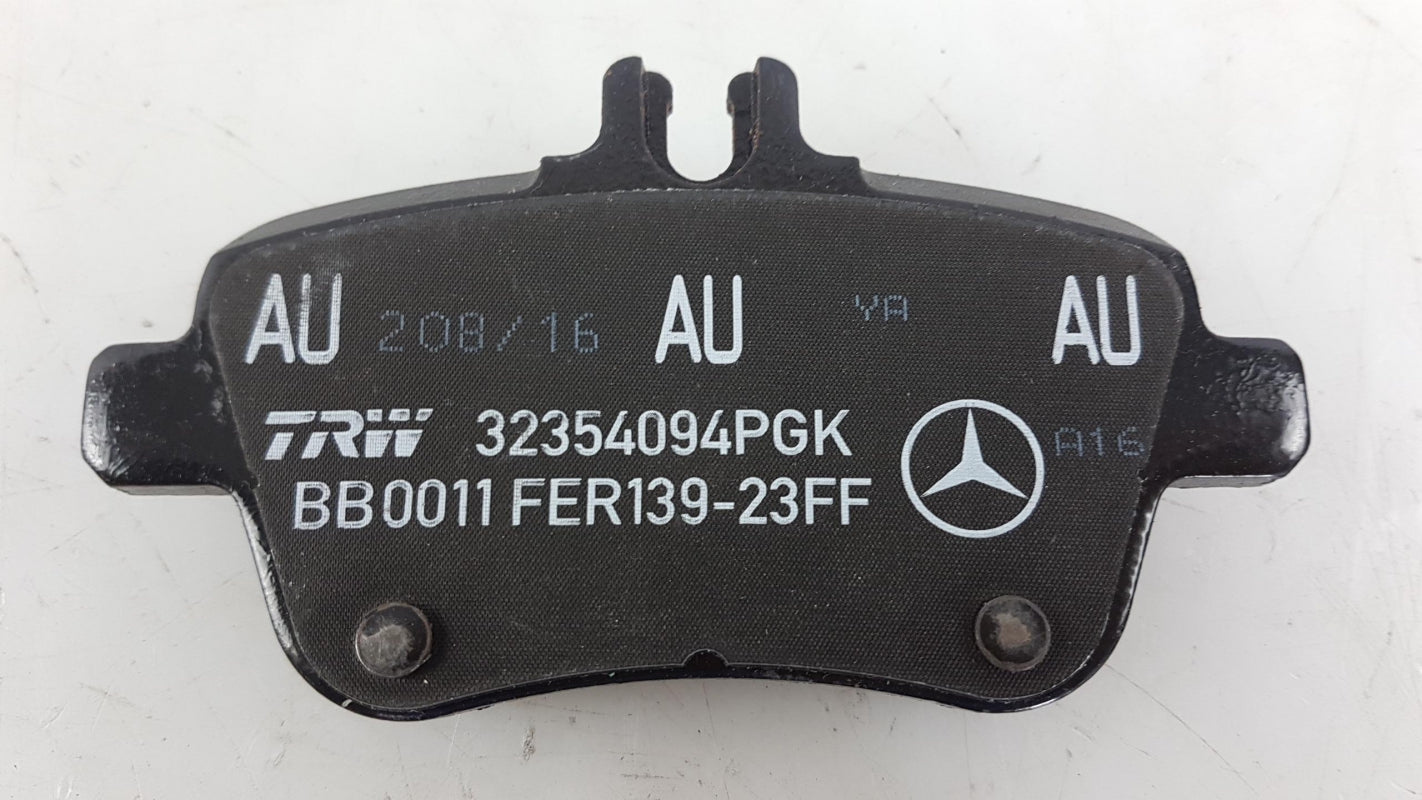 AU 208/16 AU YA AU
TRW 32354094PGK A16
BB0011 FER139-23FF